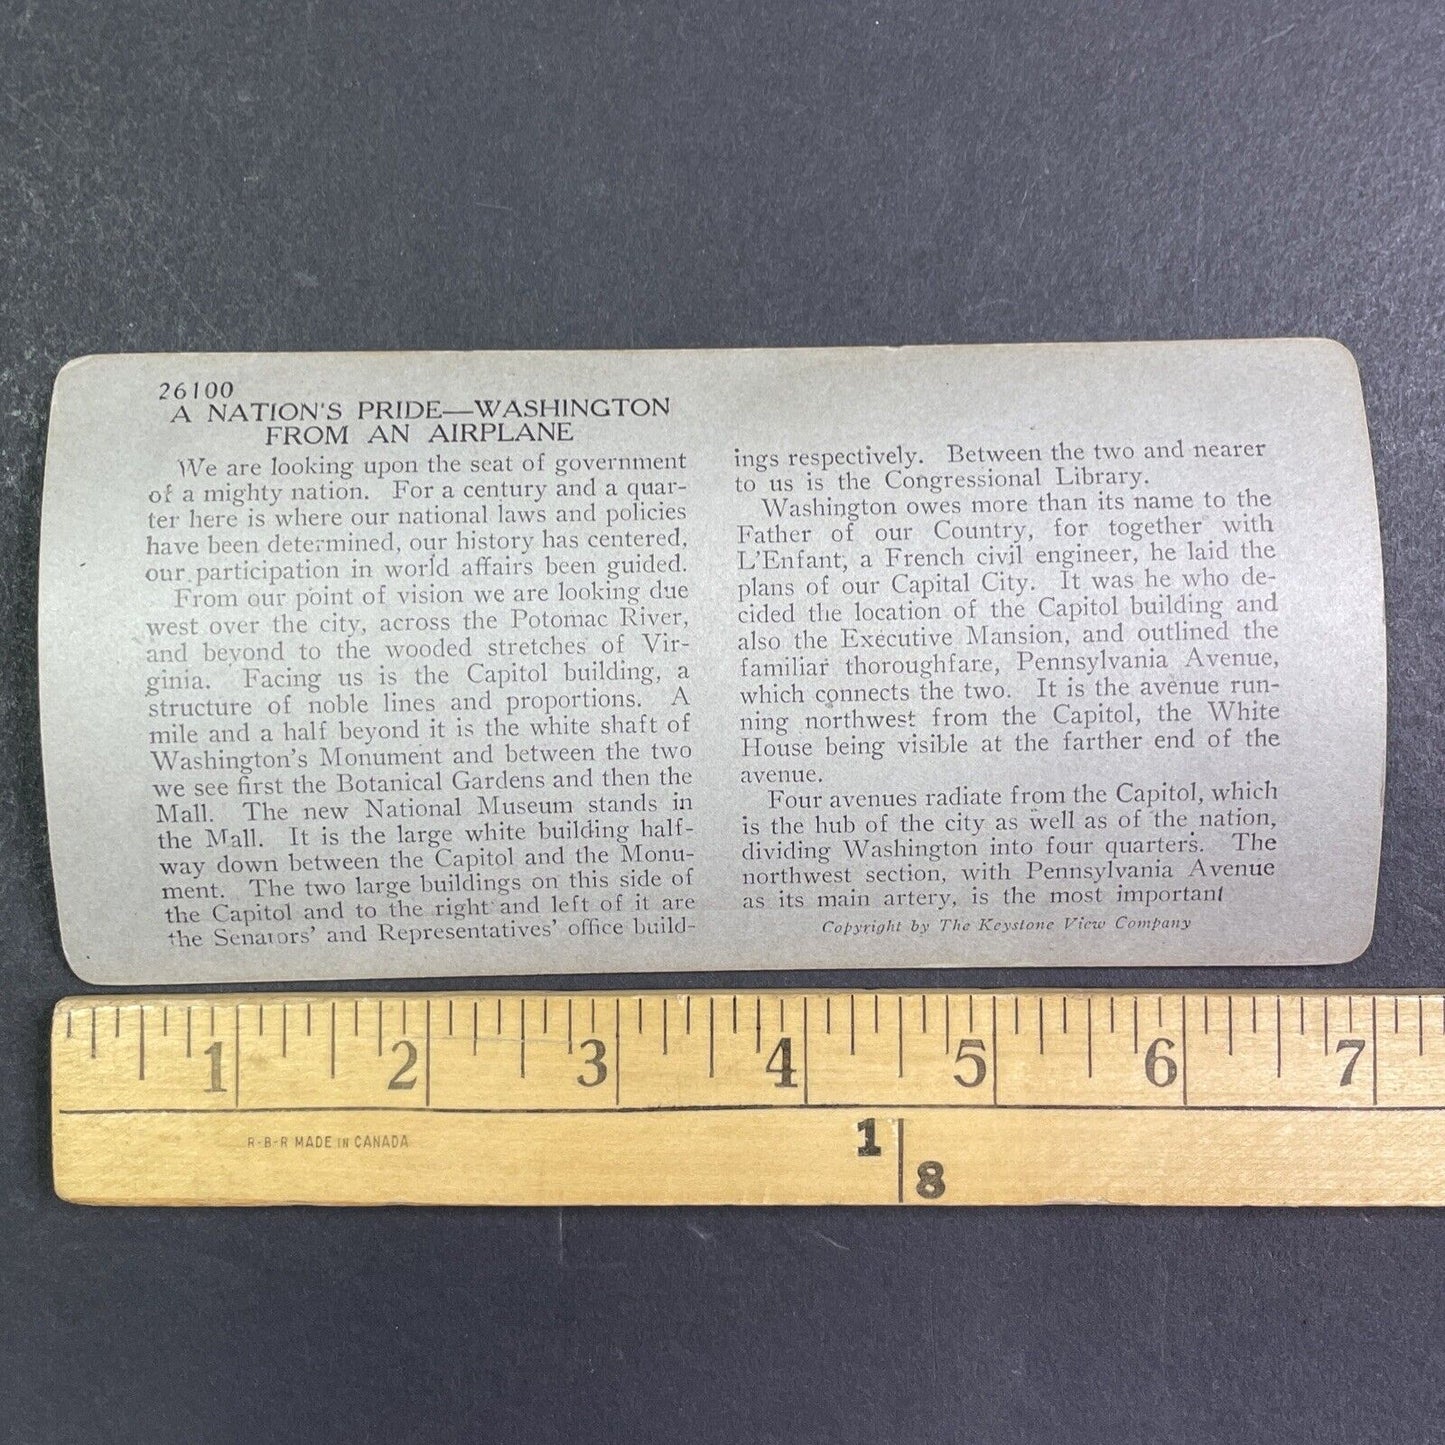 26100
A NATION'S PRIDE—WASHINGTON
FROM AN AIRPLANE
We are looking upon the seat of government
of a mighty nation. For a century and a quar-
ter here is where our national laws and policies
have been determined, our history has centered,
our participation in world affairs been guided.
From our point of vision we are looking due
west over the city, across the Potomac River,
and beyond to the wooded stretches of Vir-
ginia. Facing us is the Capitol building, a
structure of noble lines and proportions. A
mile and a half beyond it is the white shaft of
Washington's Monument and between the two
we see first the Botanical Gardens and then the
Mall. The new National Museum stands in
the Mall. It is the large white building half-
way down between the Capitol and the Monu-
ment. The two large buildings on this side of
the Capitol and to the right and left of it are
the Senators' and Representatives' office build-
ings respectively. Between the two and nearer
to us is the Congressional Library.
Washington owes more than its name to the
Father of our Country, for together with
L'Enfant, a French civil engineer, he laid the
plans of our Capital City. It was he who de-
cided the location of the Capitol building and
also the Executive Mansion, and outlined the
familiar thoroughfare, Pennsylvania Avenue,
which connects the two. It is the avenue run-
ning northwest from the Capitol, the White
House being visible at the farther end of the
avenue.
Four avenues radiate from the Capitol, which
is the hub of the city as well as of the nation,
dividing Washington into four quarters. The
northwest section, with Pennsylvania Avenue
as its main artery, is the most important
Copyright by The Keystone View Company
1 2 3 4 5 6 7
R-B-R MADE IN CANADA
1
8